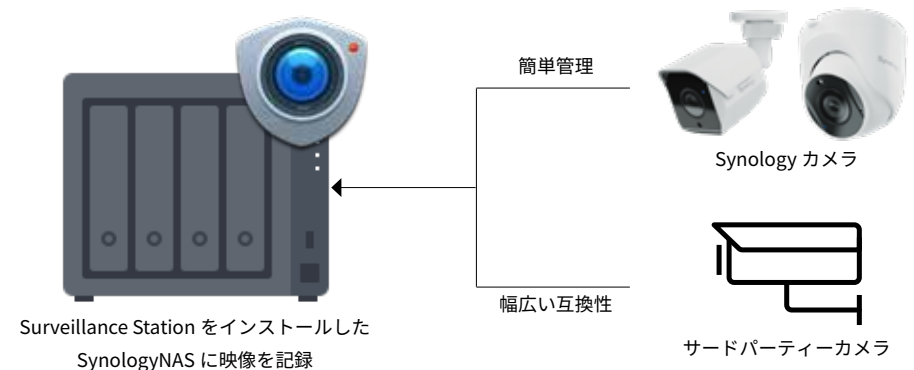 簡単管理
Synology カメラ
幅広い互換性
Surveillance Station をインストールした
SynologyNAS に映像を記録
サードパーティーカメラ